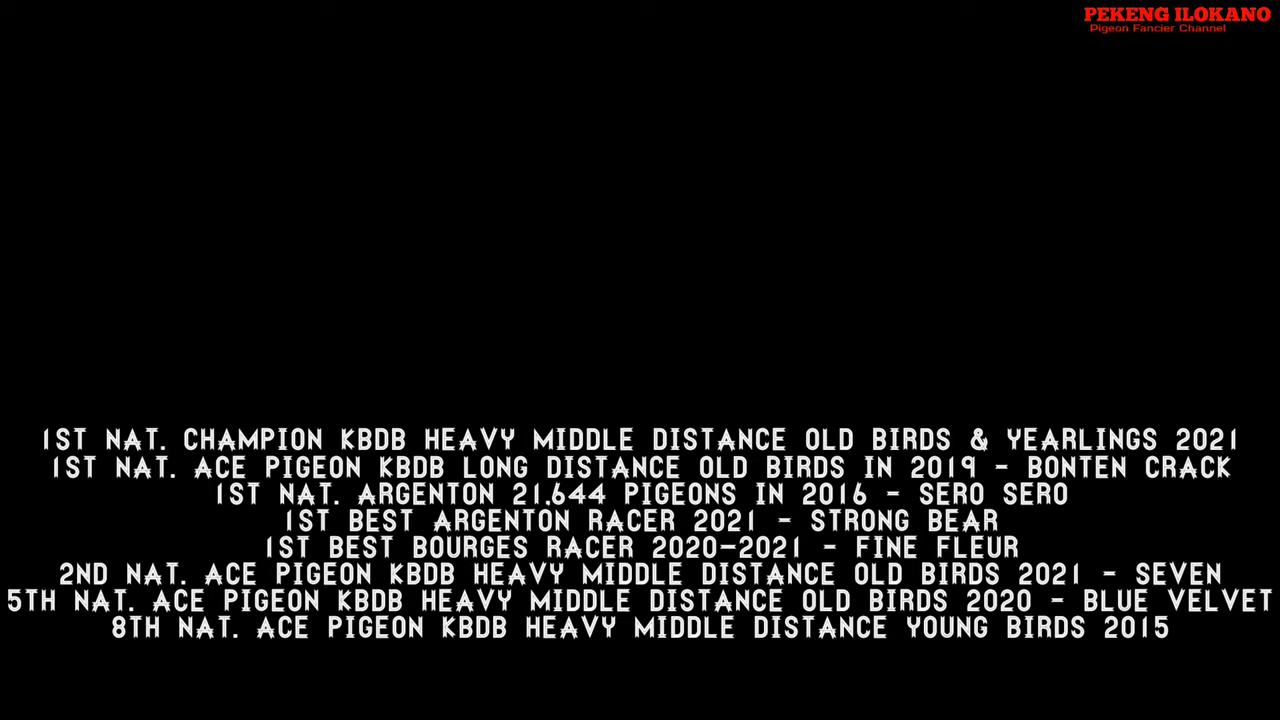 PEKENG ILOKANO
Pigeon Fancier Channel
1ST NAT. CHAMPION KBDB HEAVY MIDDLE DISTANCE OLD BIRDS & YEARLINGS 2021
1ST NAT. ACE PIGEON KBDB LONG DISTANCE OLD BIRDS IN 2019 - BONTEN CRACK
1ST NAT. ARGENTON 21,644 PIGEONS IN 2016 - SERO SERO
1ST BEST ARGENTON RACER 2021 - STRONG BEAR
1ST BEST BOURGES RACER 2020-2021 - FINE FLEUR
2ND NAT. ACE PIGEON KBDB HEAVY MIDDLE DISTANCE OLD BIRDS 2021 - SEVEN
5TH NAT. ACE PIGEON KBDB HEAVY MIDDLE DISTANCE OLD BIRDS 2020 - BLUE VELVET
8TH NAT. ACE PIGEON KBDB HEAVY MIDDLE DISTANCE YOUNG BIRDS 2015